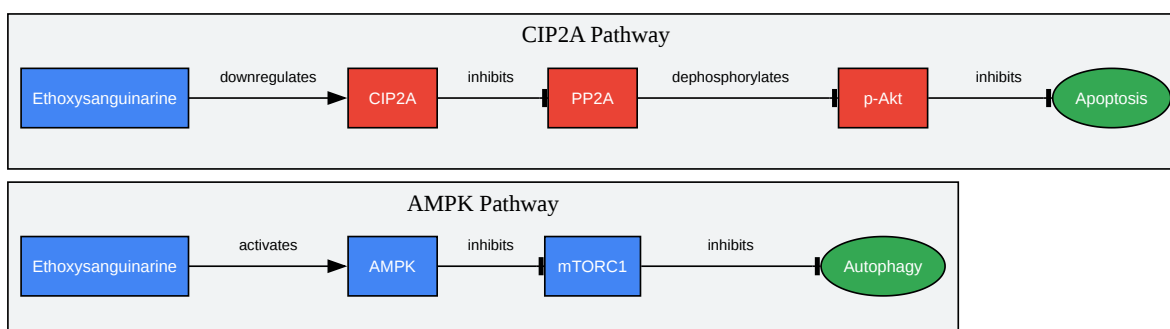 CIP2A Pathway
downregulates
inhibits
dephosphorylates
inhibits
Ethoxysanguinarine
CIP2A
PP2A
p-Akt
Apoptosis
AMPK Pathway
activates
inhibits
inhibits
Ethoxysanguinarine
AMPK
mTORC1
Autophagy